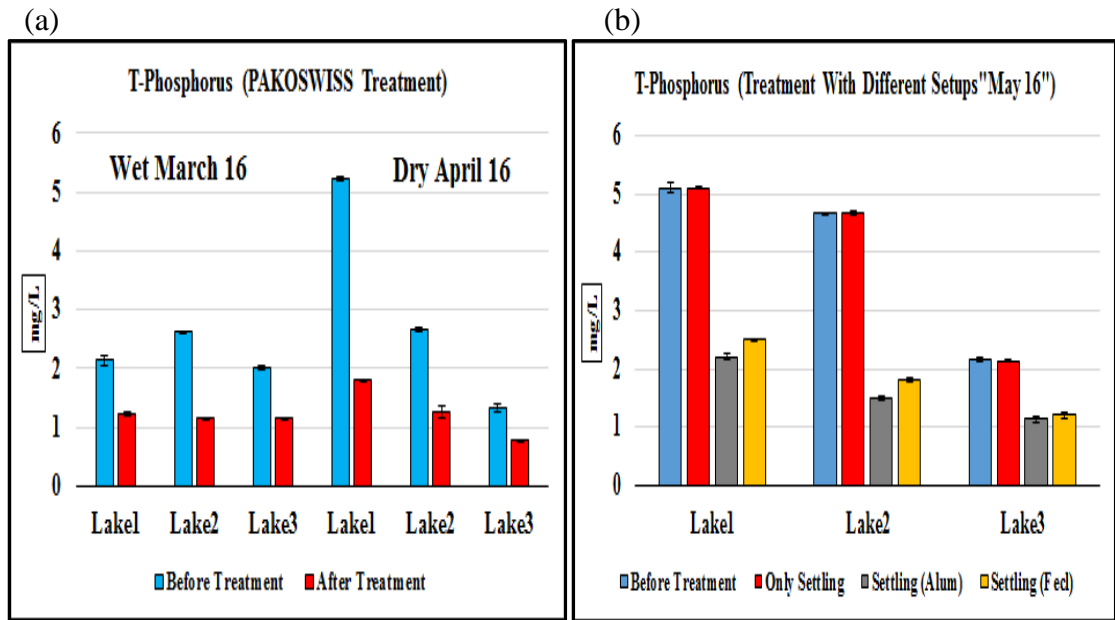 (a)
T-Phosphorus (PAKOSWISS Treatment)
6
5
4
3
2
1
0
mg/L
Wet March 16
Dry April 16
Lake1 Lake2 Lake3 Lake1 Lake2 Lake3
Before Treatment After Treatment
(b)
T-Phosphorus (Treatment With Different Setups"May 16")
6
5
4
3
2
1
0
mg/L
Lake1 Lake2 Lake3
Before Treatment Only Settling Settling (Alum) Settling (Fecl)